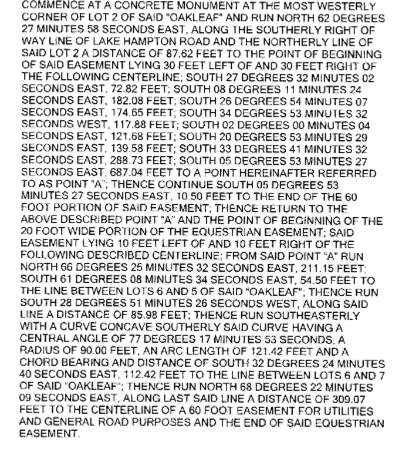 COMMENCE AT A CONCRETE MONUMENT AT THE MOST WESTERLY
CORNER OF LOT 2 OF SAID "OAKLEAF" AND RUN NORTH 62 DEGREES
27 MINUTES 58 SECONDS EAST, ALONG THE SOUTHERLY RIGHT OF
WAY LINE OF LAKE HAMPTON ROAD AND THE NORTHERLY LINE OF
SAID LOT 2 A DISTANCE OF 87.62 FEET TO THE POINT OF BEGINNING
OF SAID EASEMENT LYING 30 FEET LEFT OF AND 30 FEET RIGHT OF
THE FOLLOWING CENTERLINE; SOUTH 27 DEGREES 32 MINUTES 02
SECONDS EAST, 72.82 FEET; SOUTH 08 DEGREES 11 MINUTES 24
SECONDS EAST, 182.08 FEET; SOUTH 26 DEGREES 54 MINUTES 07
SECONDS EAST, 174.65 FEET; SOUTH 34 DEGREES 53 MINUTES 32
SECONDS WEST, 117.88 FEET; SOUTH 02 DEGREES 00 MINUTES 04
SECONDS EAST, 121.68 FEET; SOUTH 20 DEGREES 53 MINUTES 29
SECONDS EAST, 139.58 FEET; SOUTH 33 DEGREES 41 MINUTES 32
SECONDS EAST, 288.73 FEET; SOUTH 05 DEGREES 53 MINUTES 27
SECONDS EAST, 687.04 FEET TO A POINT HEREINAFTER REFERRED
TO AS POINT "A"; THENCE CONTINUE SOUTH 05 DEGREES 53
MINUTES 27 SECONDS EAST, 10.50 FEET TO THE END OF THE 60
FOOT PORTION OF SAID EASEMENT; THENCE RETURN TO THE
ABOVE DESCRIBED POINT "A" AND THE POINT OF BEGINNING OF THE
20 FOOT WIDE PORTION OF THE EQUESTRIAN EASEMENT; SAID
EASEMENT LYING 10 FEET LEFT OF AND 10 FEET RIGHT OF THE
FOLLOWING DESCRIBED CENTERLINE; FROM SAID POINT "A" RUN
NORTH 66 DEGREES 25 MINUTES 32 SECONDS EAST, 211.15 FEET;
SOUTH 61 DEGREES 08 MINUTES 34 SECONDS EAST, 54.50 FEET TO
THE LINE BETWEEN LOTS 6 AND 5 OF SAID "OAKLEAF"; THENCE RUN
SOUTH 28 DEGREES 51 MINUTES 26 SECONDS WEST, ALONG SAID
LINE A DISTANCE OF 85.98 FEET; THENCE RUN SOUTHEASTERLY
WITH A CURVE CONCAVE SOUTHERLY SAID CURVE HAVING A
CENTRAL ANGLE OF 77 DEGREES 17 MINUTES 53 SECONDS, A
RADIUS OF 90.00 FEET, AN ARC LENGTH OF 121.42 FEET AND A
CHORD BEARING AND DISTANCE OF SOUTH 32 DEGREES 24 MINUTES
40 SECONDS EAST, 112.42 FEET TO THE LINE BETWEEN LOTS 6 AND 7
OF SAID "OAKLEAF"; THENCE RUN NORTH 68 DEGREES 22 MINUTES
09 SECONDS EAST, ALONG LAST SAID LINE A DISTANCE OF 309.07
FEET TO THE CENTERLINE OF A 60 FOOT EASEMENT FOR UTILITIES
AND GENERAL ROAD PURPOSES AND THE END OF SAID EQUESTRIAN
EASEMENT.